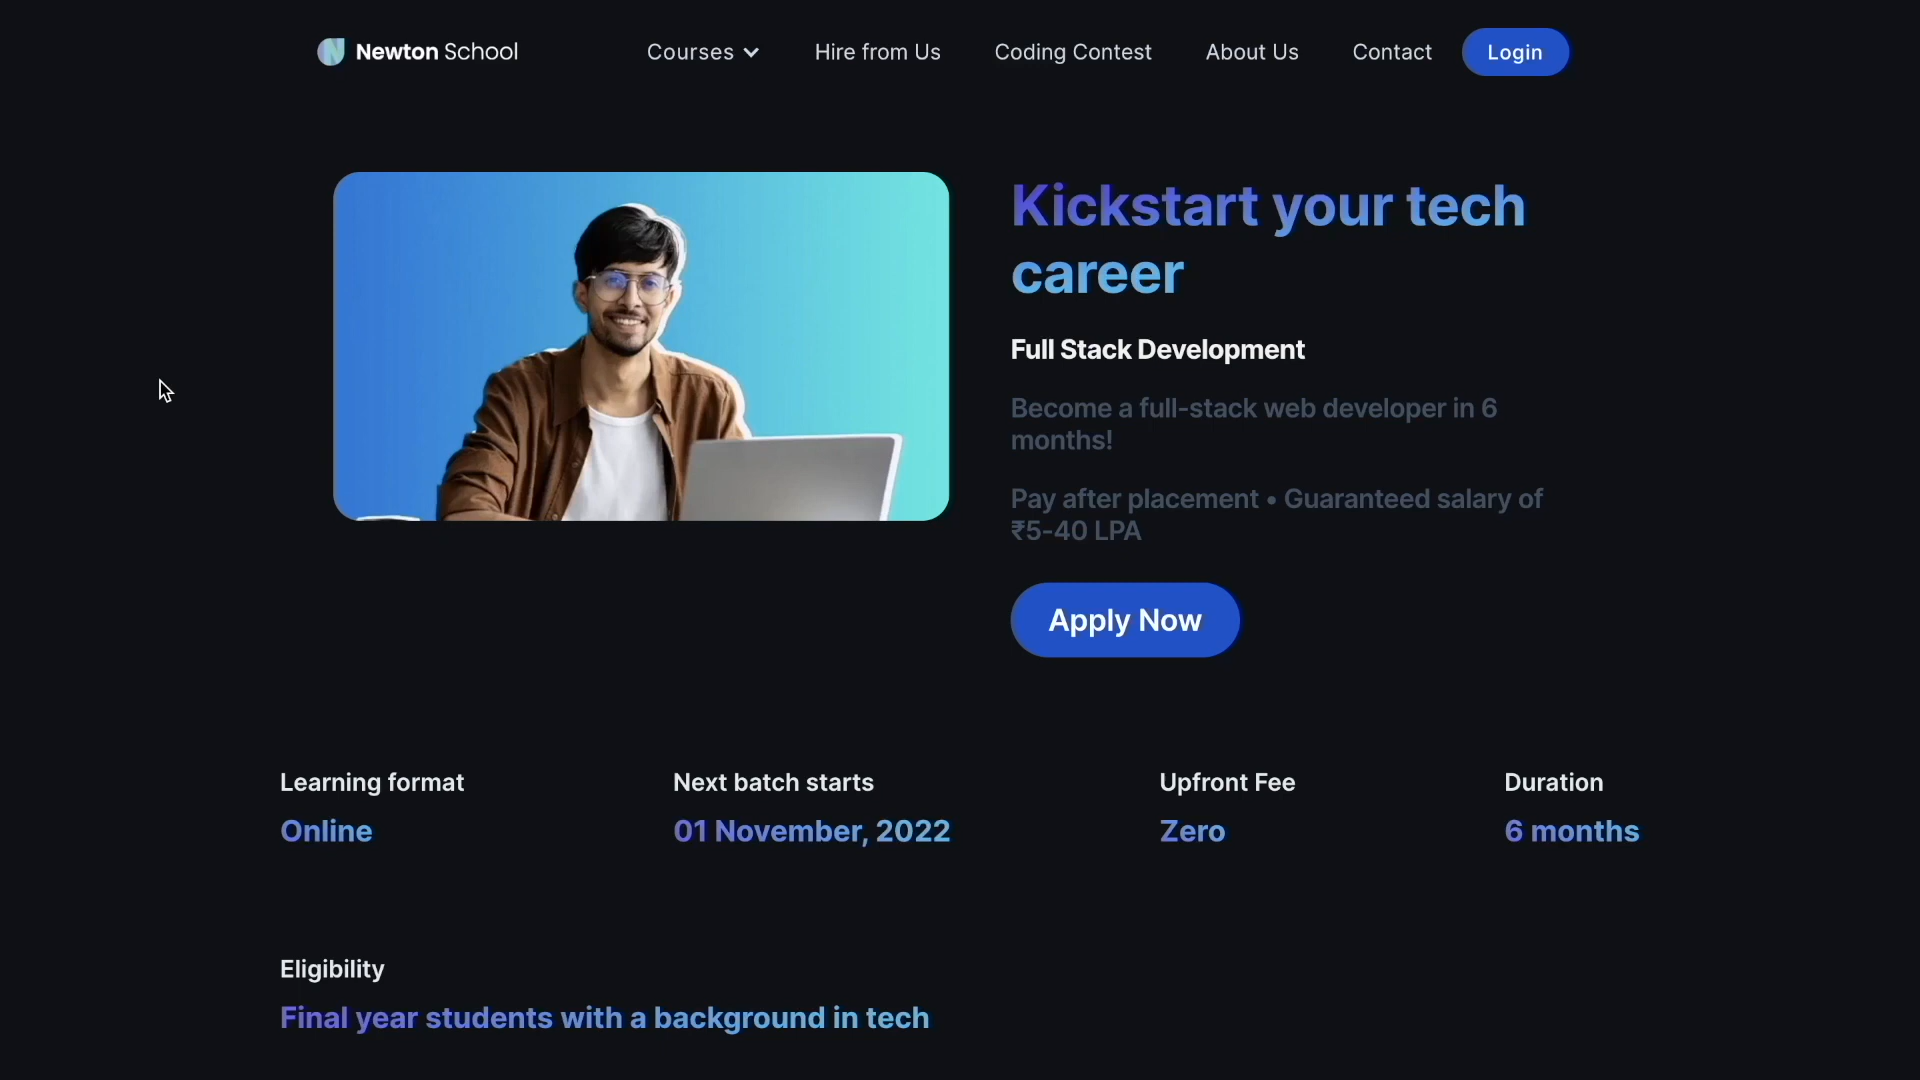 Newton School
Courses
Hire from Us
Coding Contest
About Us
Contact
Login
Kickstart your tech
career
Full Stack Development
Become a full-stack web developer in 6
months!
Pay after placement • Guaranteed salary of
₹5-40 LPA
Apply Now
Learning format
Online
Next batch starts
01 November, 2022
Upfront Fee
Zero
Duration
6 months
Eligibility
Final year students with a background in tech